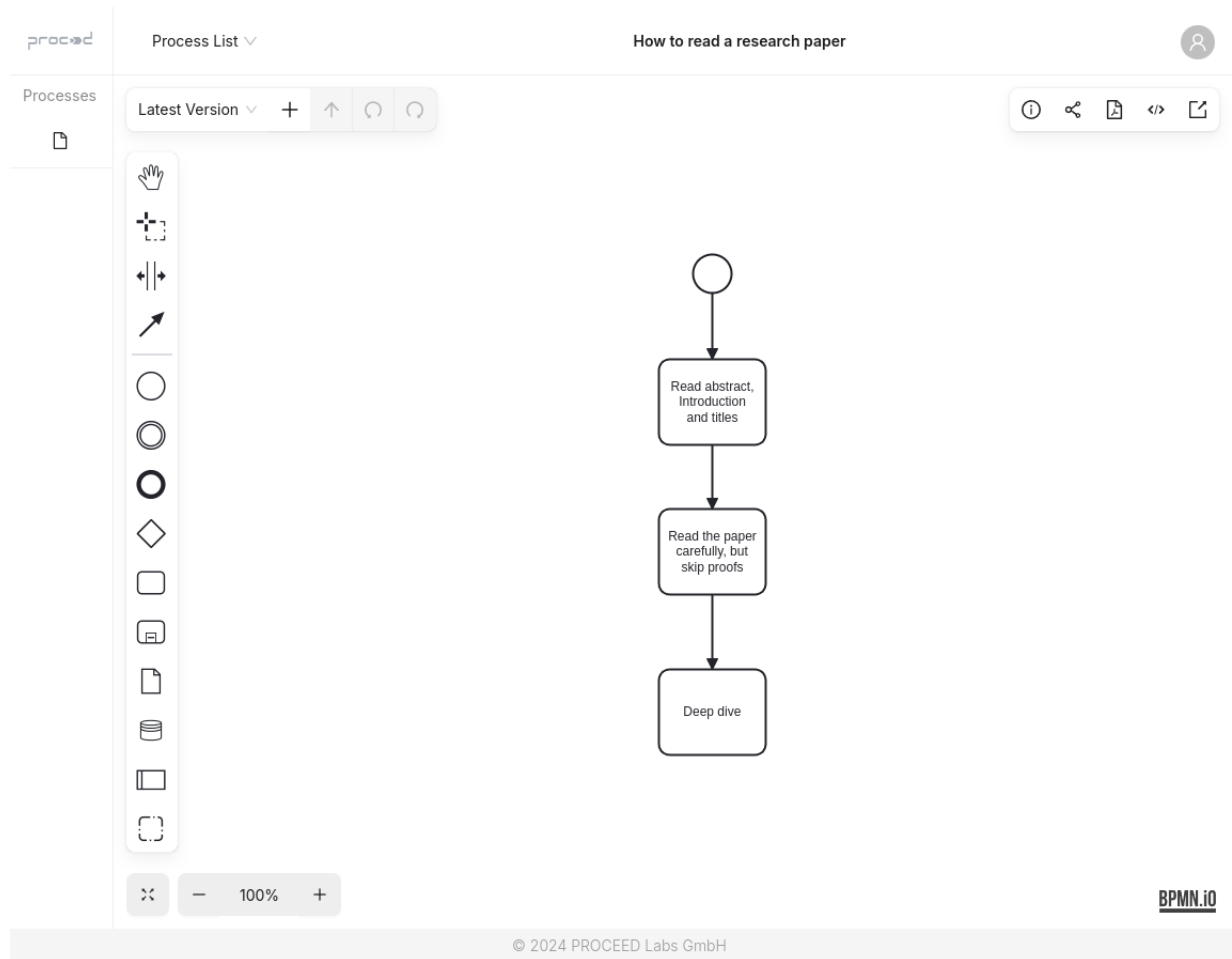 proceed
Process List
How to read a research paper
Processes
Latest Version
Read abstract,
Introduction
and titles
Read the paper
carefully, but
skip proofs
Deep dive
100%
BPMN.iO
© 2024 PROCEED Labs GmbH